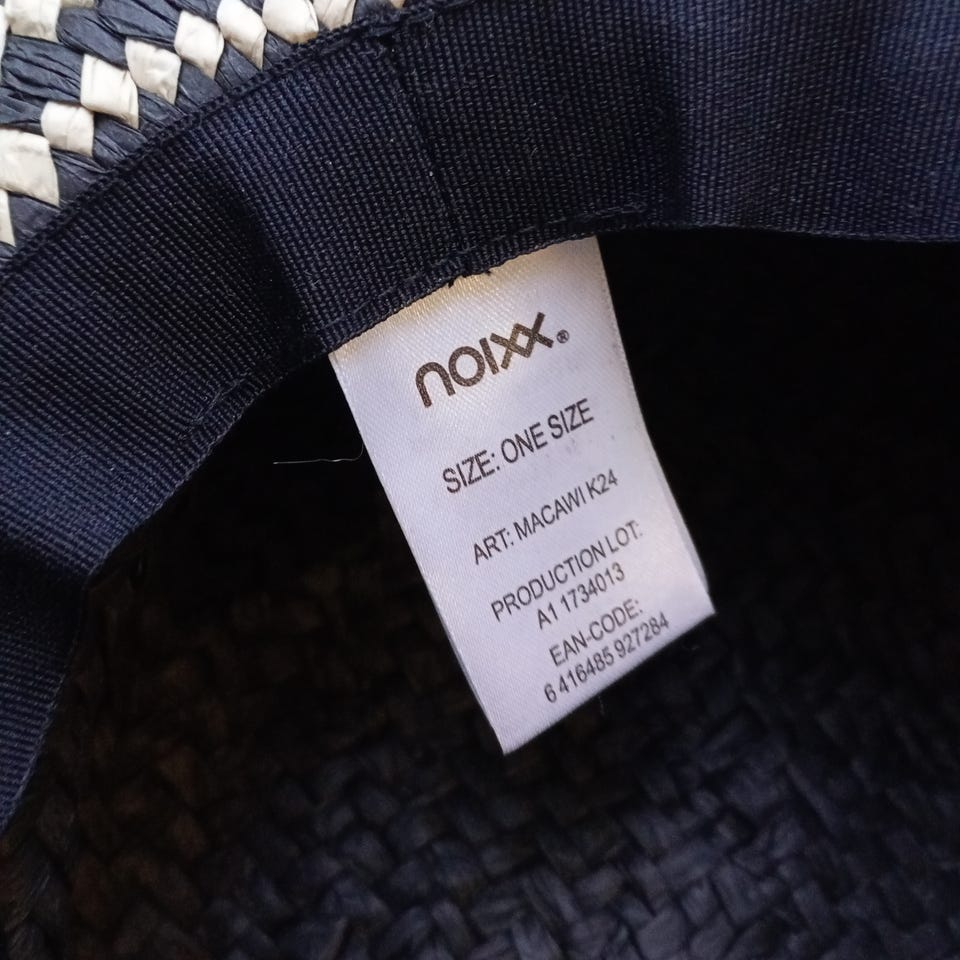 noixx®
SIZE: ONE SIZE
ART: MACAWI K24
PRODUCTION LOT:
A1 1734013
EAN-CODE:
6 416485 927284